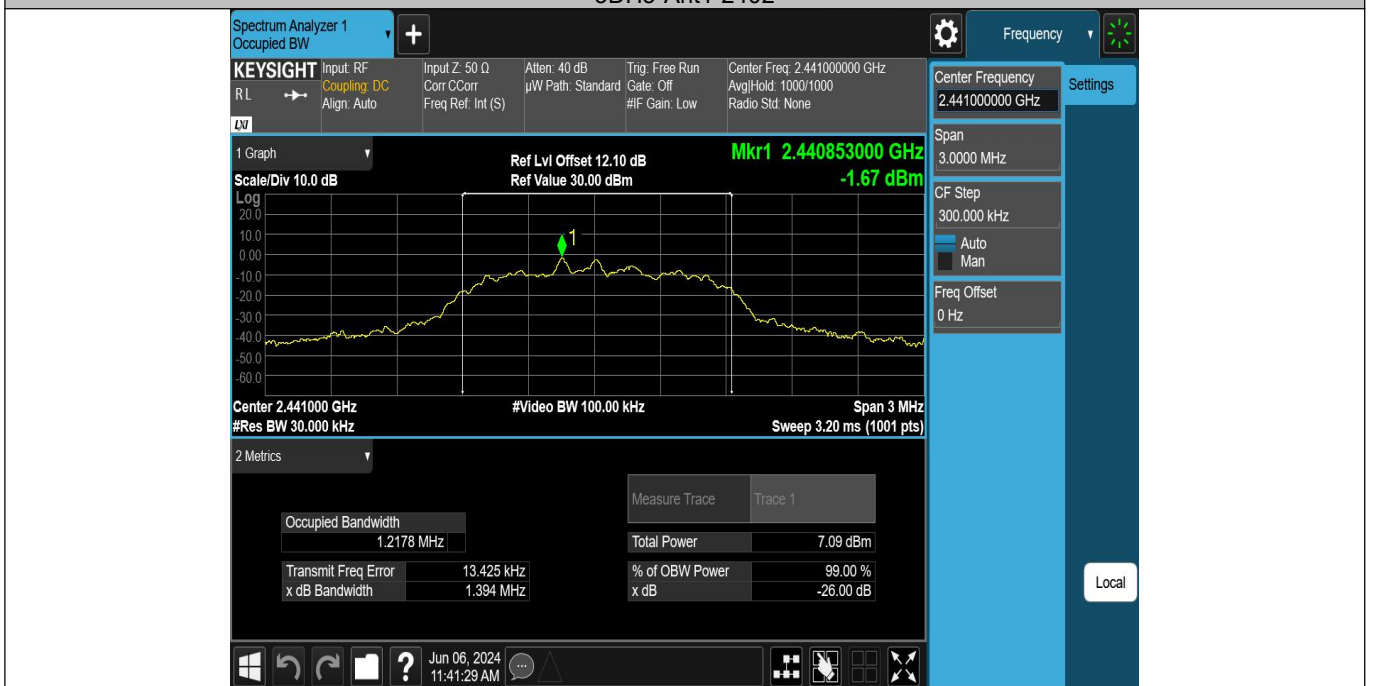 Spectrum Analyzer 1
Occupied BW
Frequency
KEYSIGHT
R L
LXI
Input: RF
Coupling: DC
Align: Auto
Input Z: 50 Ω
Corr CCorr
Freq Ref: Int (S)
Atten: 40 dB
µW Path: Standard
Trig: Free Run
Gate: Off
#IF Gain: Low
Center Freq: 2.441000000 GHz
Avg|Hold: 1000/1000
Radio Std: None
Center Frequency
2.441000000 GHz
Settings
Span
3.0000 MHz
CF Step
300.000 kHz
Auto
Man
Freq Offset
0 Hz
Local
1 Graph
Scale/Div 10.0 dB
Ref Lvl Offset 12.10 dB
Ref Value 30.00 dBm
Mkr1 2.440853000 GHz
-1.67 dBm
Log
20.0
10.0
0.00
-10.0
-20.0
-30.0
-40.0
-50.0
-60.0
1
Center 2.441000 GHz
#Res BW 30.000 kHz
#Video BW 100.00 kHz
Span 3 MHz
Sweep 3.20 ms (1001 pts)
2 Metrics
Measure Trace Trace 1
Occupied Bandwidth
1.2178 MHz
Total Power 7.09 dBm
Transmit Freq Error 13.425 kHz
% of OBW Power 99.00 %
x dB Bandwidth 1.394 MHz
x dB -26.00 dB
Jun 06, 2024
11:41:29 AM